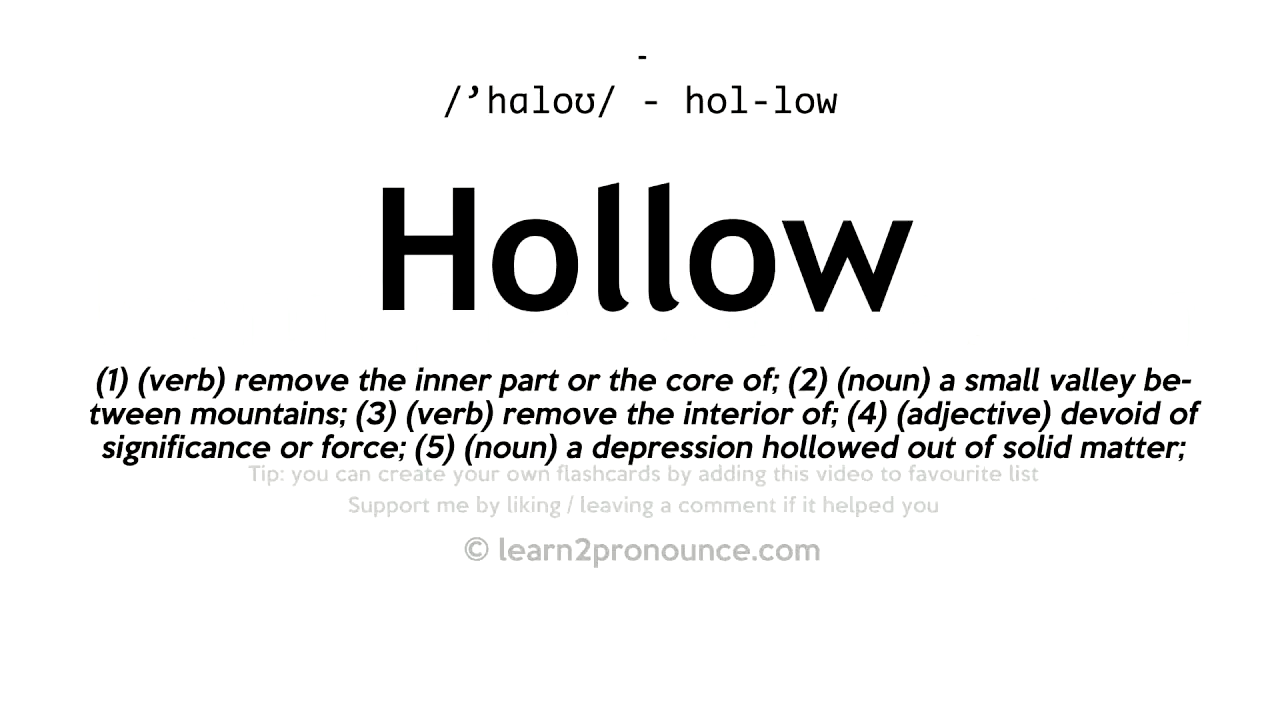 -
/’hɑloʊ/ - hol-low
Hollow
(1) (verb) remove the inner part or the core of; (2) (noun) a small valley be-
tween mountains; (3) (verb) remove the interior of; (4) (adjective) devoid of
significance or force; (5) (noun) a depression hollowed out of solid matter;
Tip: you can create your own flashcards by adding this video to favourite list
Support me by liking / leaving a comment if it helped you
© learn2pronounce.com